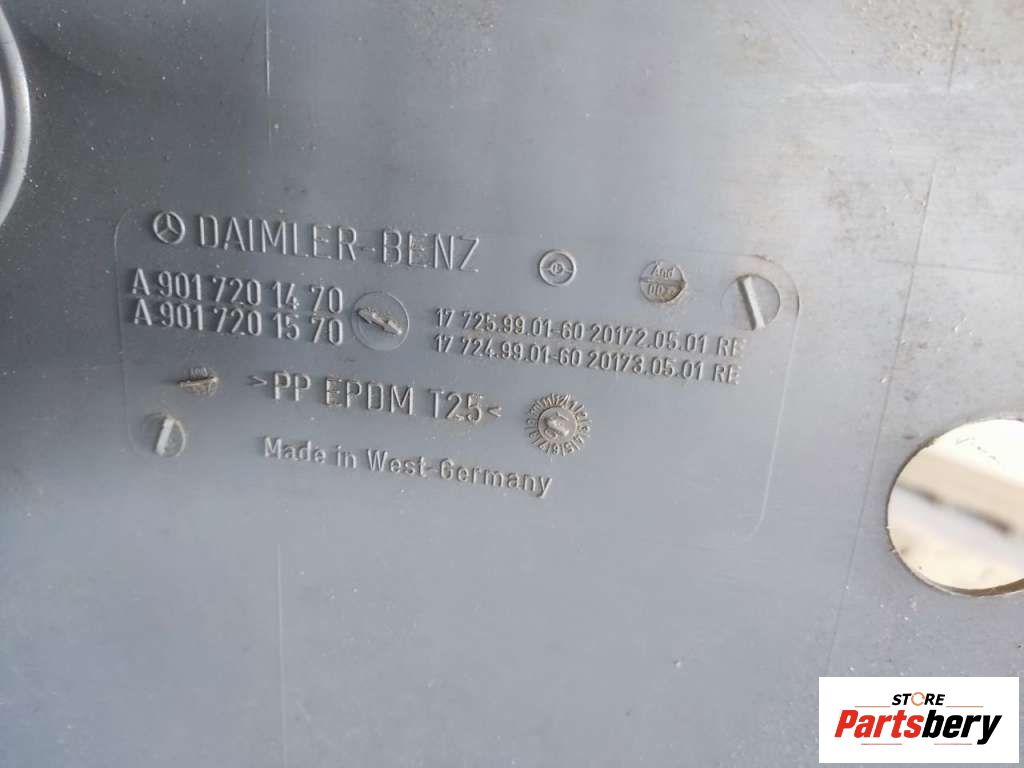 DAIMLER-BENZ
A 901 720 14 70
A 901 720 15 70
17 725.99.01-60 20172.05.01 RE
17 724.99.01-60 20173.05.01 RE
>PP EPDM T25<
Made in West-Germany
STORE
Partsbery